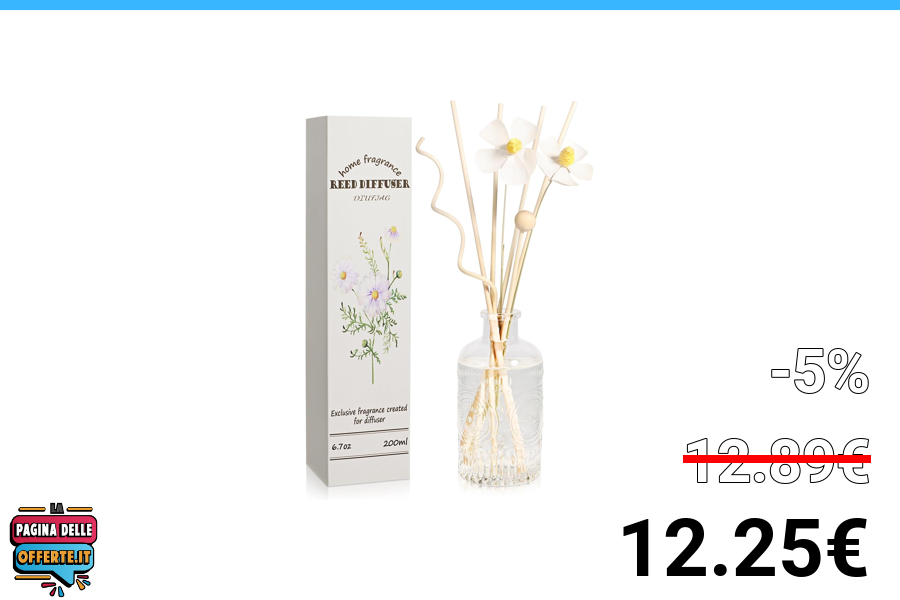 home fragrance
REED DIFFUSER
DIUFJAG
Exclusive fragrance created
for diffuser
6.7oz 200ml
-5%
12.89€
12.25€
LA
PAGINA DELLE
OFFERTE.IT